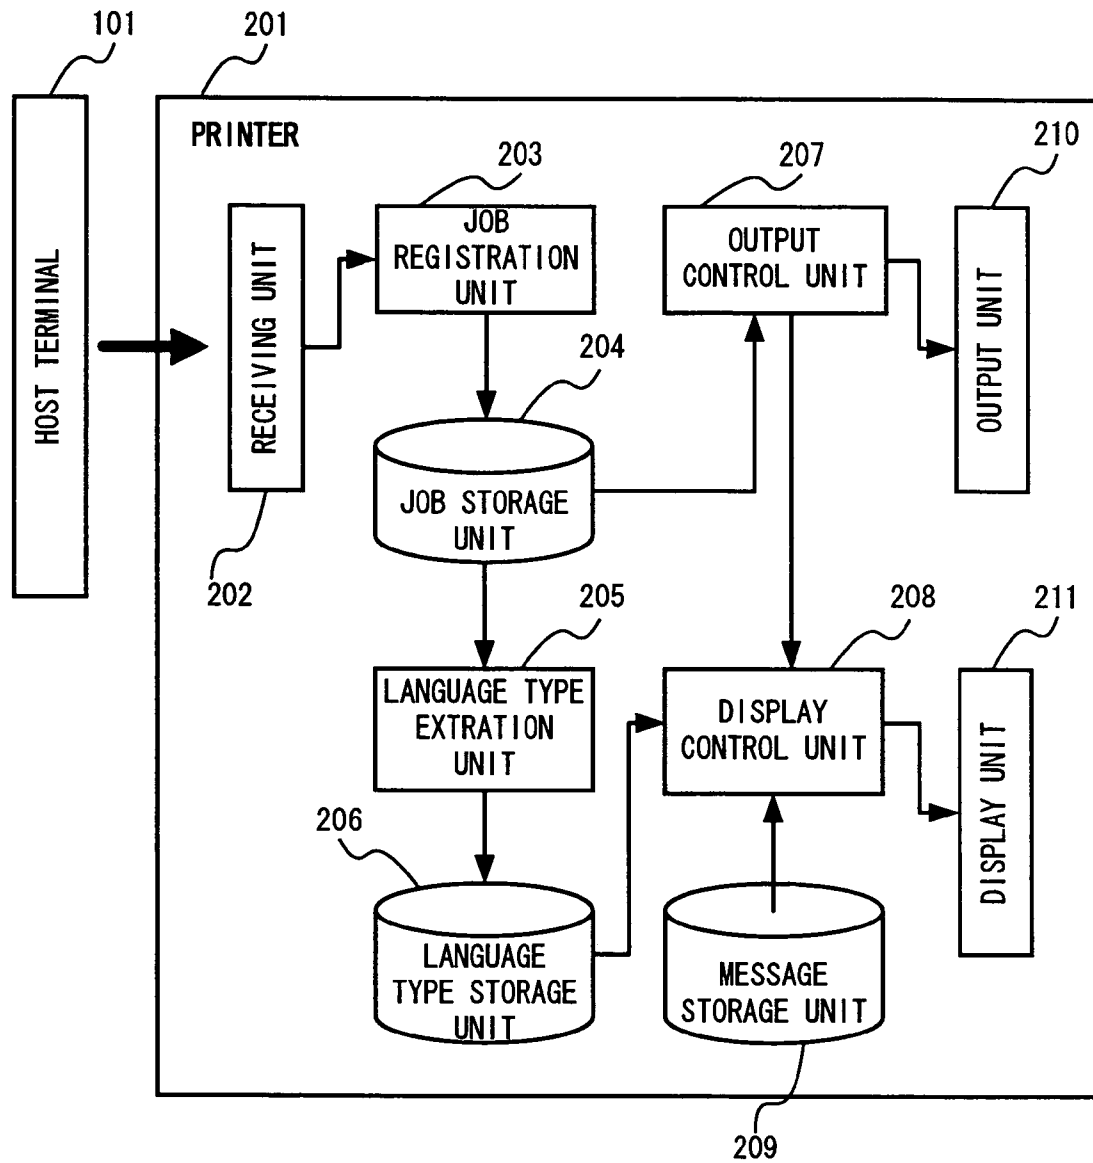 101
201
PRINTER
203
207
210
HOST TERMINAL
RECEIVING UNIT
JOB
REGISTRATION
UNIT
OUTPUT
CONTROL UNIT
OUTPUT UNIT
204
JOB STORAGE
UNIT
202
205
208
211
LANGUAGE TYPE
EXTRATION
UNIT
DISPLAY
CONTROL UNIT
DISPLAY UNIT
206
LANGUAGE
TYPE STORAGE
UNIT
MESSAGE
STORAGE UNIT
209